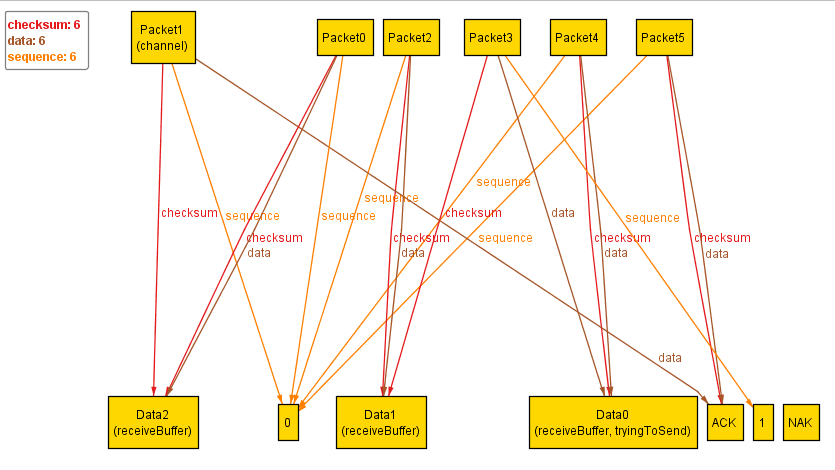 checksum: 6
data: 6
sequence: 6
Packet1
(channel)
Packet0
Packet2
Packet3
Packet4
Packet5
sequence
sequence
checksum
sequence
sequence
checksum
data
sequence
checksum
data
checksum
data
sequence
checksum
data
checksum
data
data
Data2
(receiveBuffer)
0
Data1
(receiveBuffer)
Data0
(receiveBuffer, tryingToSend)
ACK
1
NAK